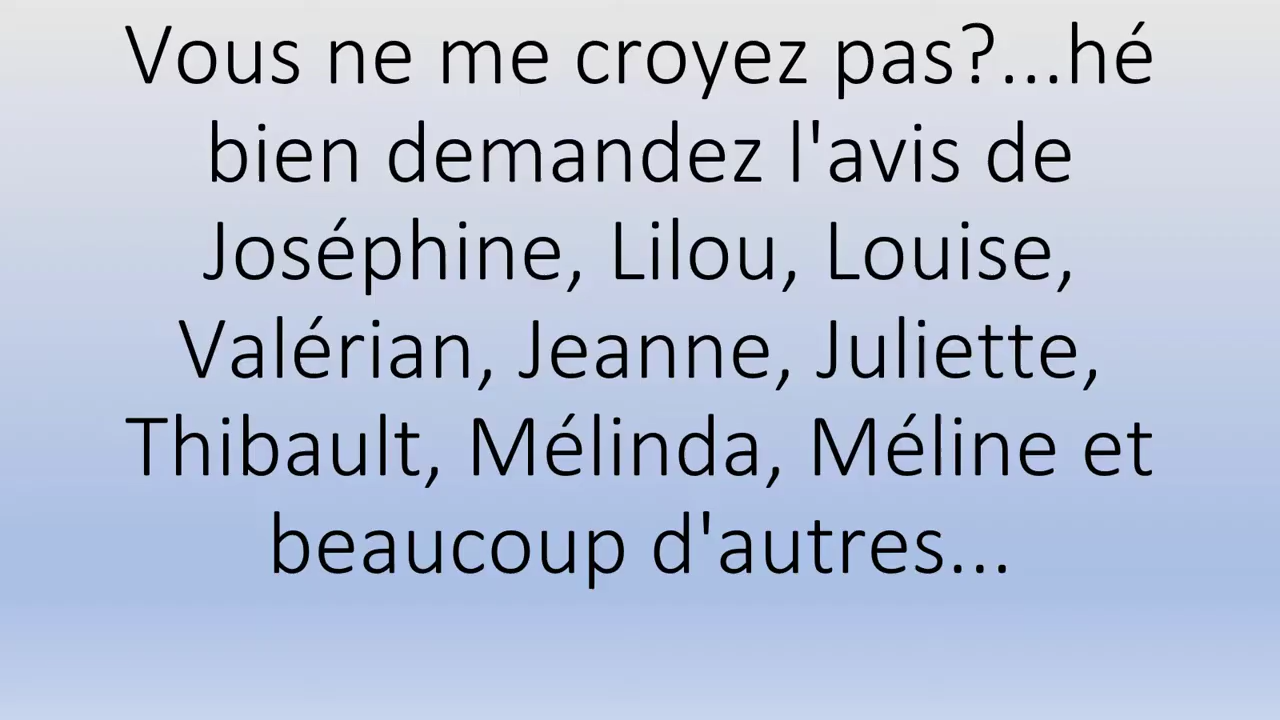 Vous ne me croyez pas?...hé
bien demandez l'avis de
Joséphine, Lilou, Louise,
Valérian, Jeanne, Juliette,
Thibault, Mélinda, Méline et
beaucoup d'autres...